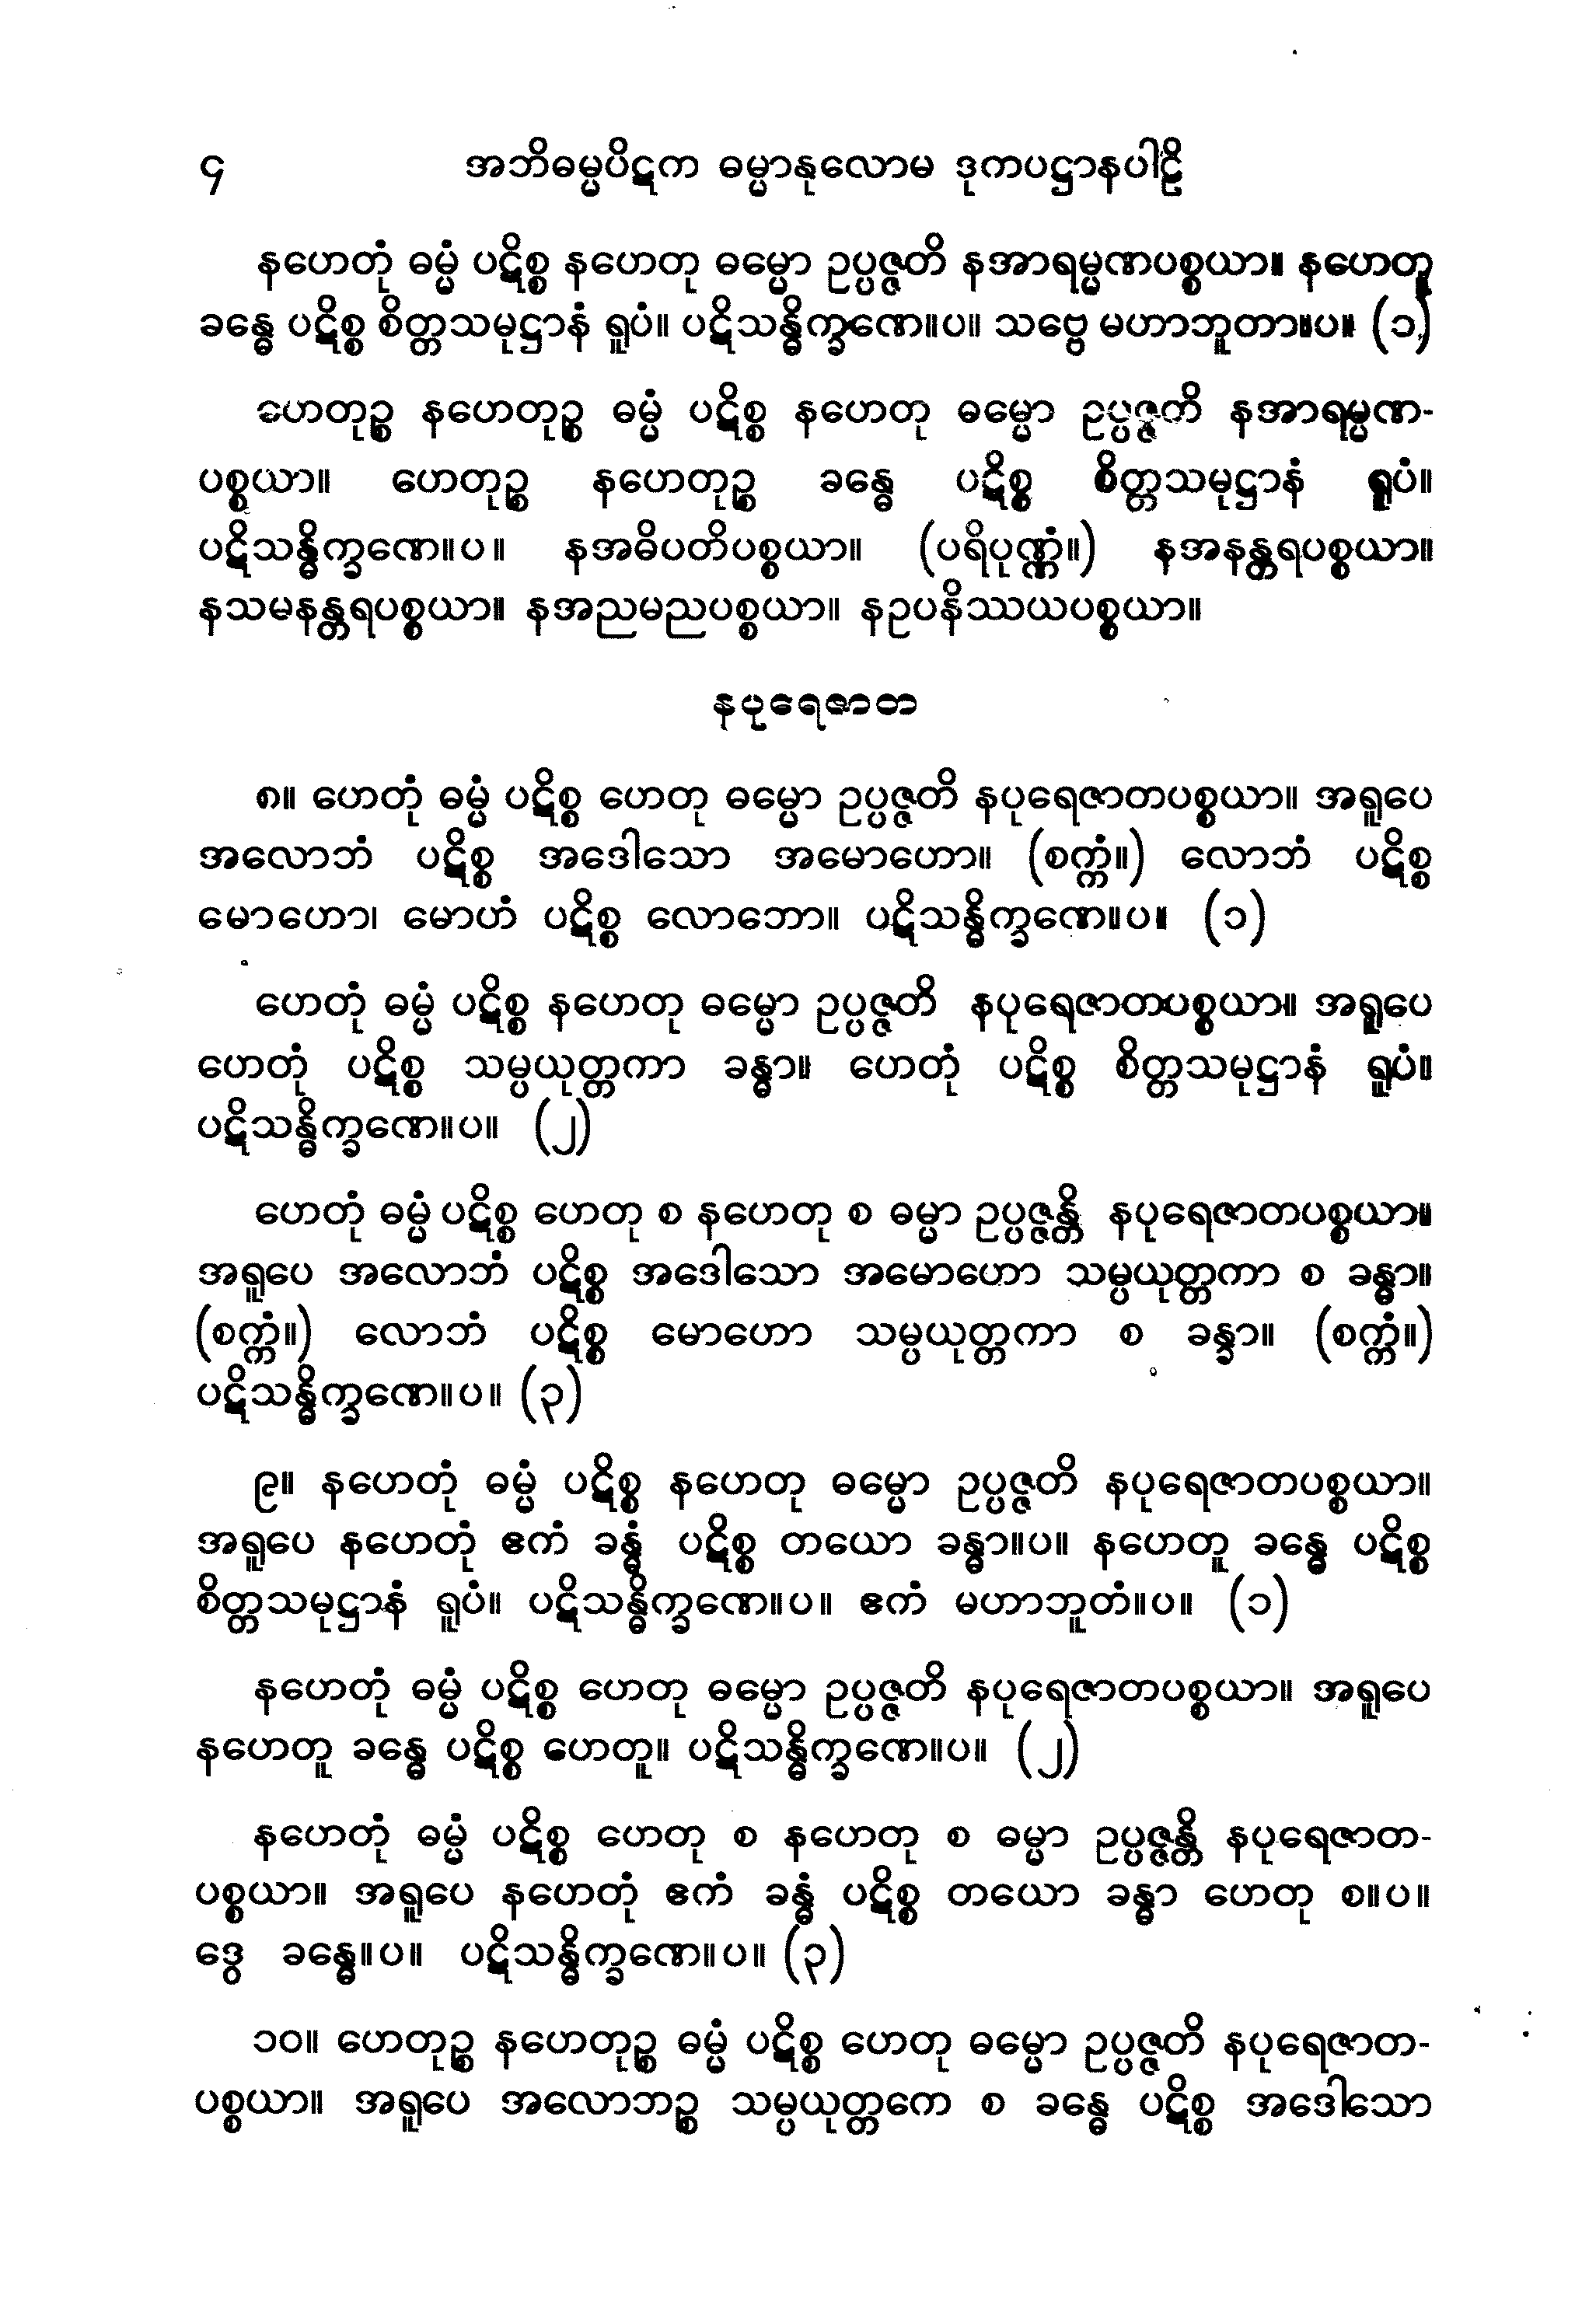 ၄ အဘိဓမ္မပိဋက ဓမ္မာနုလောမ ဒုကပဋ္ဌာနပါဠိ
နဟေတုံ ဓမ္မံ ပဋိစ္စ နဟေတု ဓမ္မော ဥပ္ပဇ္ဇတိ နအာရမ္မဏပစ္စယာ။ နဟေတူ
ခန္ဓေ ပဋိစ္စ စိတ္တသမုဋ္ဌာနံ ရူပံ။ ပဋိသန္ဓိက္ခဏေ။ပ။ သဗ္ဗေ မဟာဘူတာ။ပ။ (၁)
ဟေတုဉ္စ နဟေတုဉ္စ ဓမ္မံ ပဋိစ္စ နဟေတု ဓမ္မော ဥပ္ပဇ္ဇတိ နအာရမ္မဏ-
ပစ္စယာ။ ဟေတုဉ္စ နဟေတုဉ္စ ခန္ဓေ ပဋိစ္စ စိတ္တသမုဋ္ဌာနံ ရူပံ။
ပဋိသန္ဓိက္ခဏေ။ပ။ နအဓိပတိပစ္စယာ။ (ပရိပုဏ္ဏံ။) နအနန္တရပစ္စယာ။
နသမနန္တရပစ္စယာ။ နအညမညပစ္စယာ။ နဥပနိဿယပစ္စယာ။
နပုရေဇာတ
၈။ ဟေတုံ ဓမ္မံ ပဋိစ္စ ဟေတု ဓမ္မော ဥပ္ပဇ္ဇတိ နပုရေဇာတပစ္စယာ။ အရူပေ
အလောဘံ ပဋိစ္စ အဒေါသော အမောဟော။ (စက္ကံ။) လောဘံ ပဋိစ္စ
မောဟော၊ မောဟံ ပဋိစ္စ လောဘော။ ပဋိသန္ဓိက္ခဏေ။ပ။ (၁)
ဟေတုံ ဓမ္မံ ပဋိစ္စ နဟေတု ဓမ္မော ဥပ္ပဇ္ဇတိ နပုရေဇာတပစ္စယာ။ အရူပေ
ဟေတုံ ပဋိစ္စ သမ္ပယုတ္တကာ ခန္ဓာ။ ဟေတုံ ပဋိစ္စ စိတ္တသမုဋ္ဌာနံ ရူပံ။
ပဋိသန္ဓိက္ခဏေ။ပ။ (၂)
ဟေတုံ ဓမ္မံ ပဋိစ္စ ဟေတု စ နဟေတု စ ဓမ္မာ ဥပ္ပဇ္ဇန္တိ နပုရေဇာတပစ္စယာ။
အရူပေ အလောဘံ ပဋိစ္စ အဒေါသော အမောဟော သမ္ပယုတ္တကာ စ ခန္ဓာ။
(စက္ကံ။) လောဘံ ပဋိစ္စ မောဟော သမ္ပယုတ္တကာ စ ခန္ဓာ။ (စက္ကံ။)
ပဋိသန္ဓိက္ခဏေ။ပ။ (၃)
၉။ နဟေတုံ ဓမ္မံ ပဋိစ္စ နဟေတု ဓမ္မော ဥပ္ပဇ္ဇတိ နပုရေဇာတပစ္စယာ။
အရူပေ နဟေတုံ ဧကံ ခန္ဓံ ပဋိစ္စ တယော ခန္ဓာ။ပ။ နဟေတူ ခန္ဓေ ပဋိစ္စ
စိတ္တသမုဋ္ဌာနံ ရူပံ။ ပဋိသန္ဓိက္ခဏေ။ပ။ ဧကံ မဟာဘူတံ။ပ။ (၁)
နဟေတုံ ဓမ္မံ ပဋိစ္စ ဟေတု ဓမ္မော ဥပ္ပဇ္ဇတိ နပုရေဇာတပစ္စယာ။ အရူပေ
နဟေတူ ခန္ဓေ ပဋိစ္စ ဟေတူ။ ပဋိသန္ဓိက္ခဏေ။ပ။ (၂)
နဟေတုံ ဓမ္မံ ပဋိစ္စ ဟေတု စ နဟေတု စ ဓမ္မာ ဥပ္ပဇ္ဇန္တိ နပုရေဇာတ-
ပစ္စယာ။ အရူပေ နဟေတုံ ဧကံ ခန္ဓံ ပဋိစ္စ တယော ခန္ဓာ ဟေတု စ။ပ။
ဒွေ ခန္ဓေ။ပ။ ပဋိသန္ဓိက္ခဏေ။ပ။ (၃)
၁၀။ ဟေတုဉ္စ နဟေတုဉ္စ ဓမ္မံ ပဋိစ္စ ဟေတု ဓမ္မော ဥပ္ပဇ္ဇတိ နပုရေဇာတ-
ပစ္စယာ။ အရူပေ အလောဘဉ္စ သမ္ပယုတ္တကေ စ ခန္ဓေ ပဋိစ္စ အဒေါသော